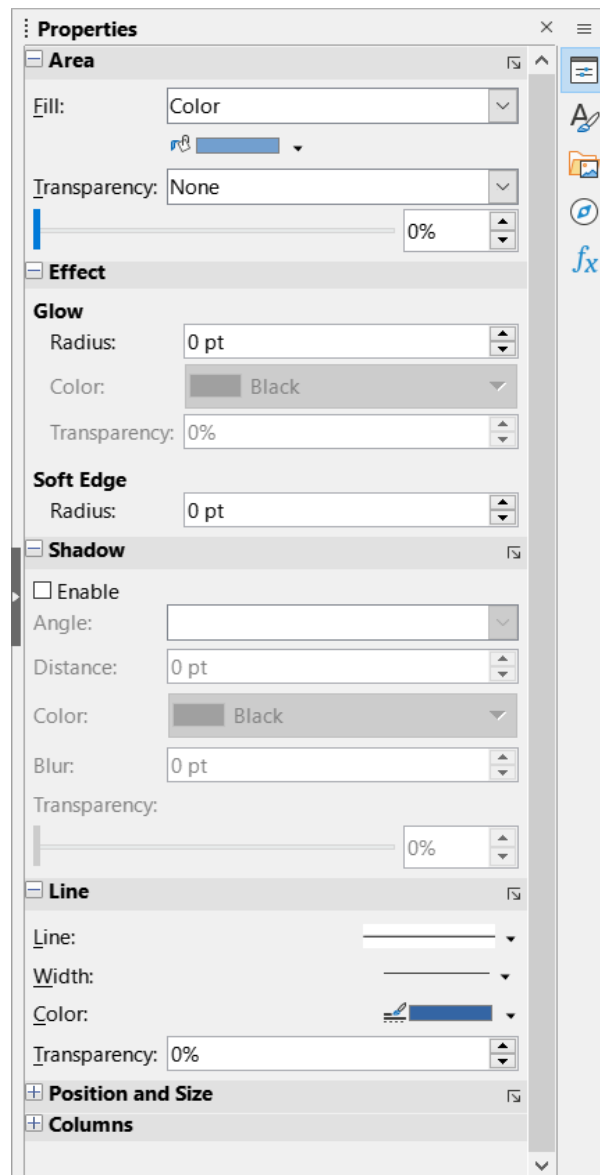 Properties
Area
Fill: Color
Transparency: None
0%
Effect
Glow
Radius: 0 pt
Color: Black
Transparency: 0%
Soft Edge
Radius: 0 pt
Shadow
Enable
Angle:
Distance: 0 pt
Color: Black
Blur: 0 pt
Transparency:
0%
Line
Line:
Width:
Color:
Transparency: 0%
Position and Size
Columns
A
fx